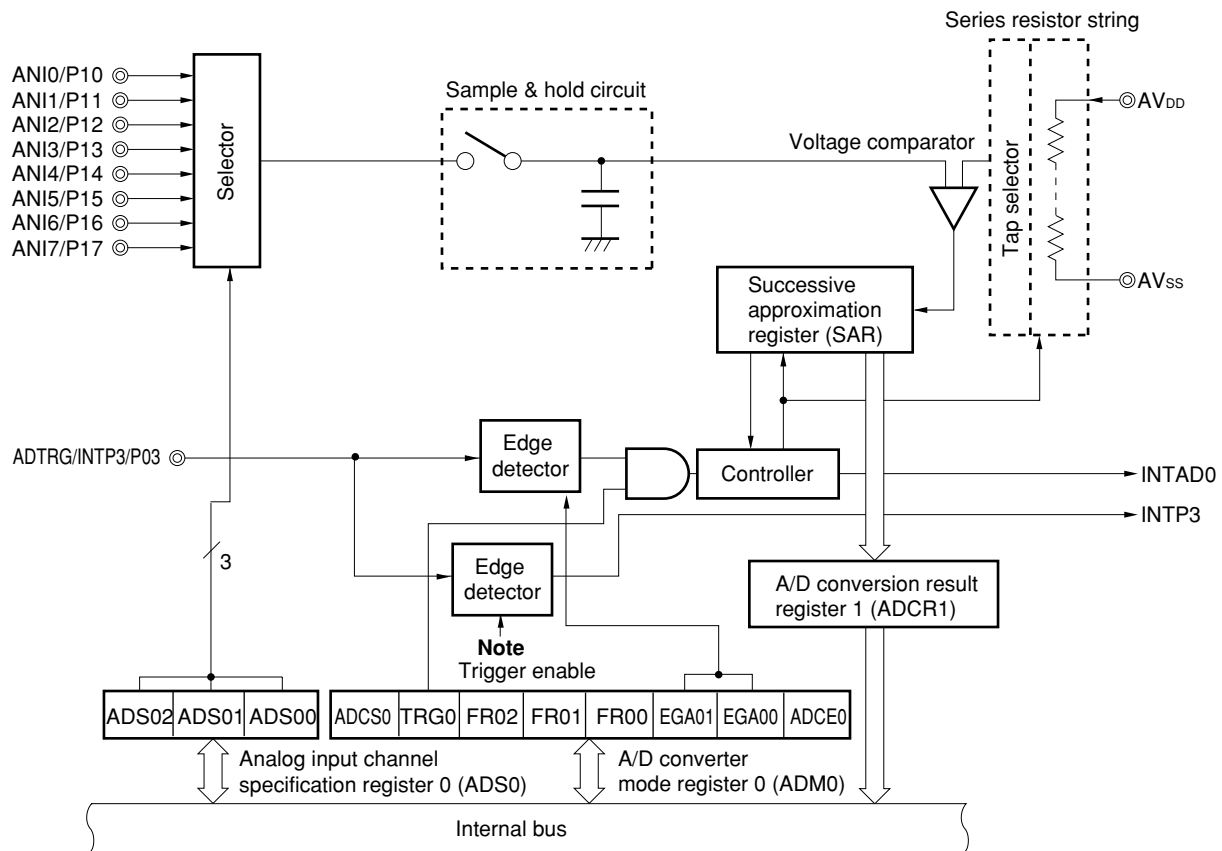 Series resistor string
ANI0/P10
ANI1/P11
ANI2/P12
ANI3/P13
ANI4/P14
ANI5/P15
ANI6/P16
ANI7/P17
Selector
Sample & hold circuit
Voltage comparator
Tap selector
AVDD
AVSS
Successive
approximation
register (SAR)
ADTRG/INTP3/P03
Edge
detector
Controller
INTAD0
INTP3
3
Edge
detector
A/D conversion result
register 1 (ADCR1)
Note
Trigger enable
ADS02 ADS01 ADS00
ADCS0 TRG0 FR02 FR01 FR00 EGA01 EGA00 ADCE0
Analog input channel
specification register 0 (ADS0)
A/D converter
mode register 0 (ADM0)
Internal bus